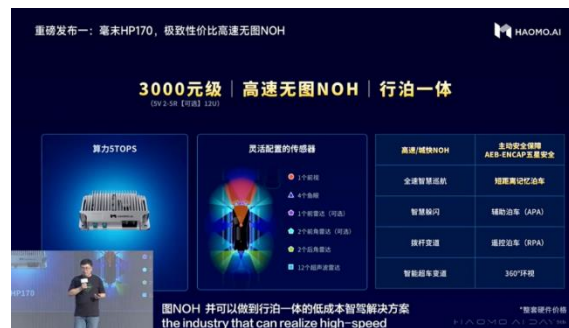 重磅发布一：毫末HP170，极致性价比高速无图NOH
HAOMO.AI
3000元级｜高速无图NOH｜行泊一体
(5V 2-5R【可选】12U)
算力5TOPS
灵活配置的传感器
1个前视
4个鱼眼
1个前雷达（可选）
2个前角雷达（可选）
2个后角雷达
12个超声波雷达
高速/城快NOH
主动安全保障
AEB-ENCAP五星安全
全速智慧巡航
短距离记忆泊车
智慧躲闪
辅助泊车（APA）
拨杆变道
遥控泊车（RPA）
智能超车变道
360°环视
HP170
图NOH 并可以做到行泊一体的低成本智驾解决方案
the industry that can realize high-speed
*整套硬件价格
HAOMO AI DAY